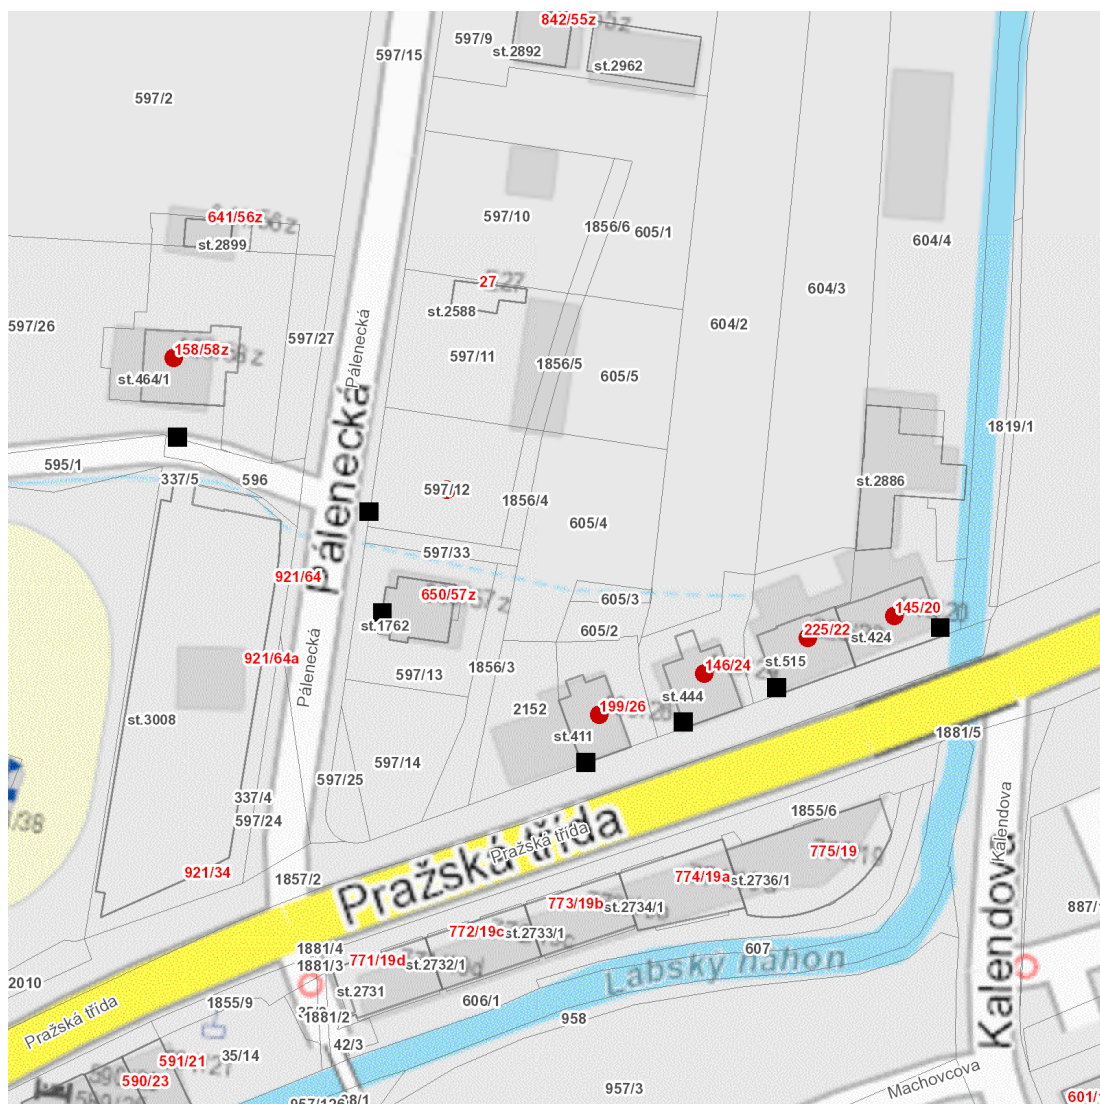 842/55z
597/9
st.2892
597/15
st.2962
597/2
597/10
641/56z
st.2899
1856/6
605/1
604/4
27
604/3
st.2588
597/26
597/27
604/2
158/58z
597/11
1856/5
605/5
st.464/1
Pálenecká
Pálenecká
1819/1
595/1
337/5
596
597/12
1856/4
st.2886
605/4
597/33
921/64
650/57z
605/3
145/20
st.1762
605/2
225/22
st.424
921/64a
Pálenecká
597/13
1856/3
146/24
st.515
st.444
199/26
2152
st.411
st.3008
597/25
597/14
1881/5
337/4
597/24
1855/6
Kalendova
Kalendova
Pražská třída
Pražská třída
775/19
921/34
1857/2
774/19a
st.2736/1
773/19b
st.2734/1
772/19c
st.2733/1
1881/4
607
771/19d
st.2732/1
1881/3
Labský náhon
2010
st.2731
606/1
1855/9
1881/2
958
Pražská třída
42/3
35/14
591/21
590/23
957/3
Machovcova